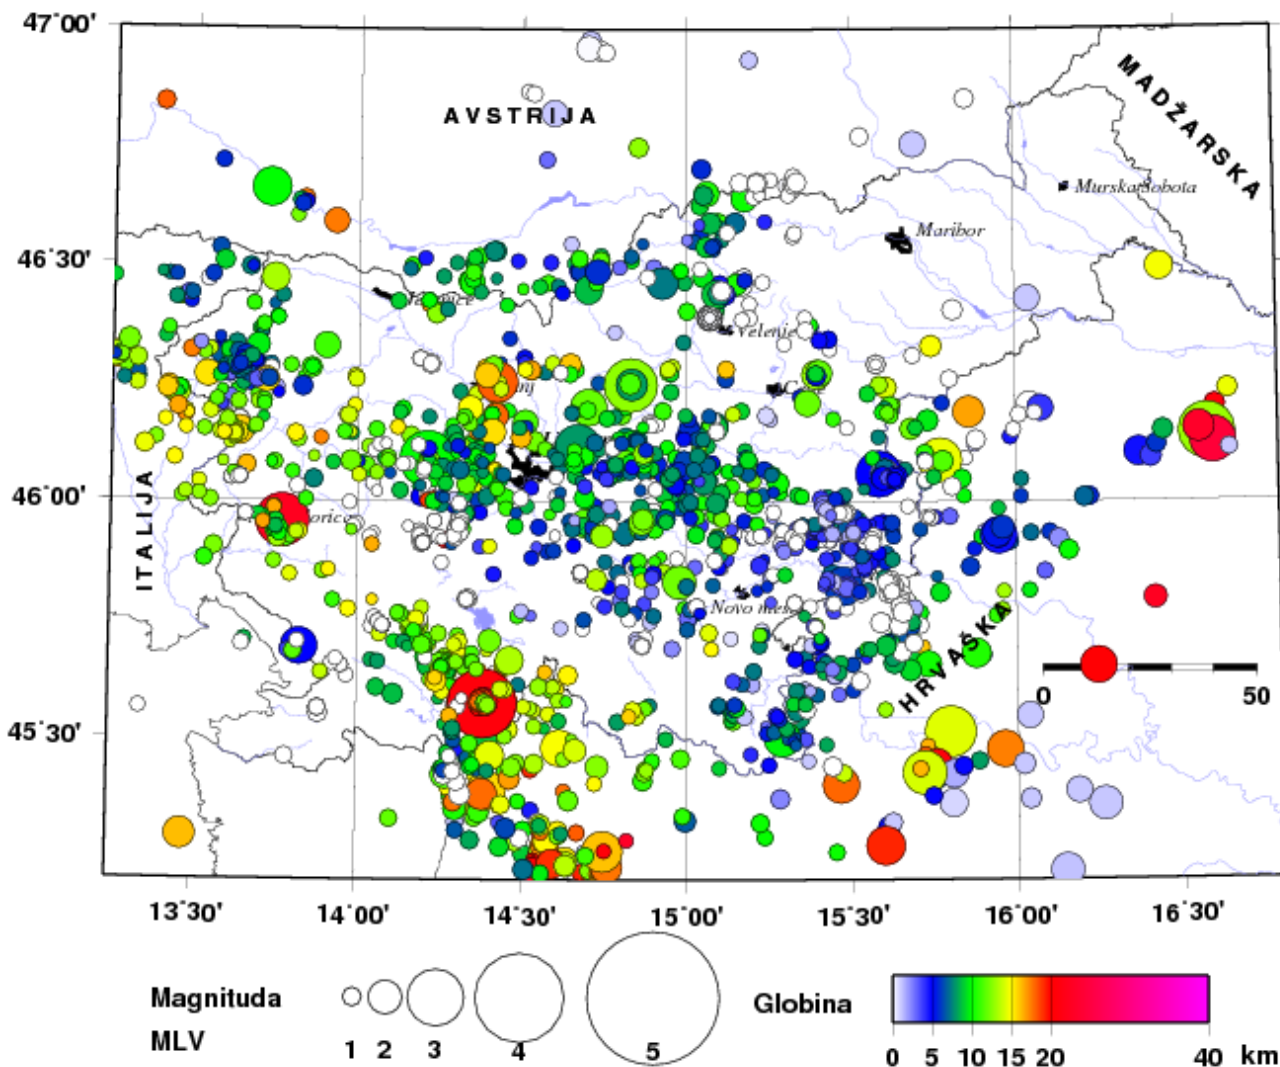 47°00'
AVSTRIJA
MADŽARSKA
Murska Sobota
Maribor
46°30'
Velenje
46°00'
ITALIJA
Novo mes
HRVAŠKA
0 50
45°30'
13°30' 14°00' 14°30' 15°00' 15°30' 16°00' 16°30'
Magnituda
MLV
1 2 3 4 5
Globina
0 5 10 15 20 40 km